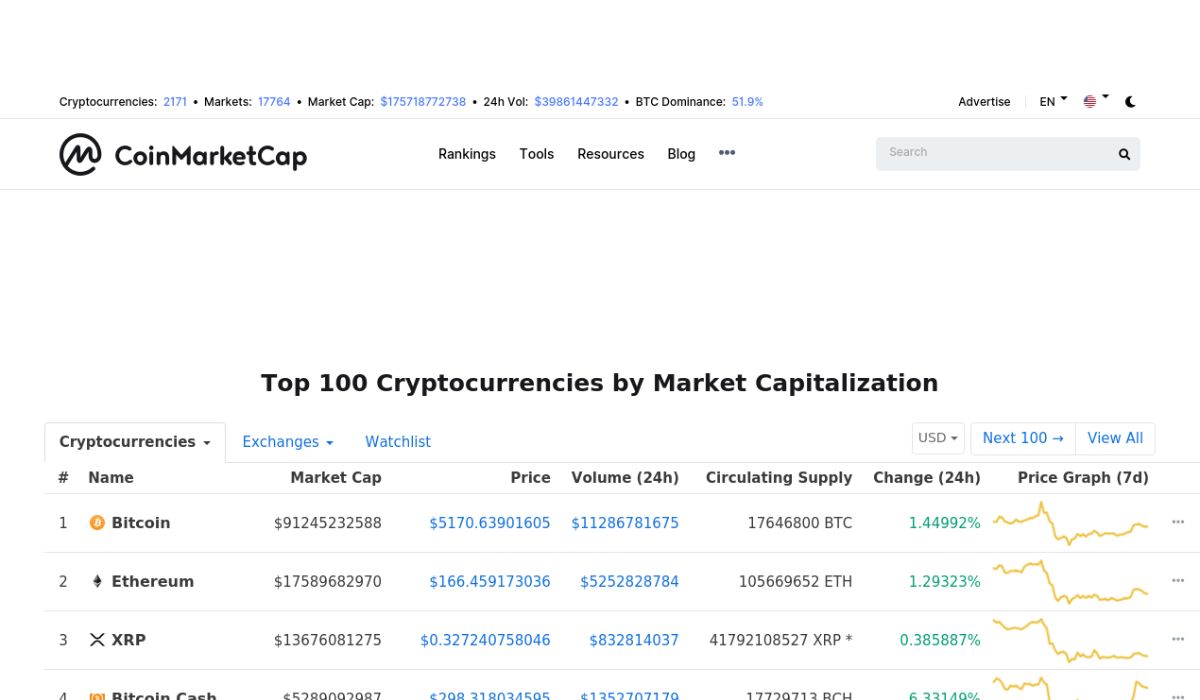 Cryptocurrencies: 2171 • Markets: 17764 • Market Cap: $175718772738 • 24h Vol: $39861447332 • BTC Dominance: 51.9% Advertise EN
CoinMarketCap Rankings Tools Resources Blog ••• Search
Top 100 Cryptocurrencies by Market Capitalization
Cryptocurrencies Exchanges Watchlist USD Next 100 → View All
# Name Market Cap Price Volume (24h) Circulating Supply Change (24h) Price Graph (7d)
1 Bitcoin $91245232588 $5170.63901605 $11286781675 17646800 BTC 1.44992% •••
2 Ethereum $17589682970 $166.459173036 $5252828784 105669652 ETH 1.29323% •••
3 XRP $13676081275 $0.327240758046 $832814037 41792108527 XRP * 0.385887% •••
4 Bitcoin Cash $5289092987 $298.318034595 $1352707179 17729713 BCH 6.33149% •••